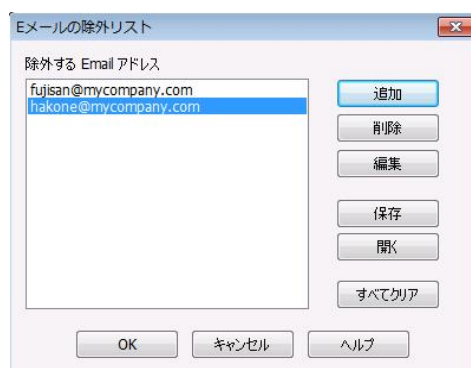 Eメールの除外リスト
除外する Email アドレス
fujisan@mycompany.com
hakone@mycompany.com
追加
削除
編集
保存
開く
すべてクリア
OK
キャンセル
ヘルプ